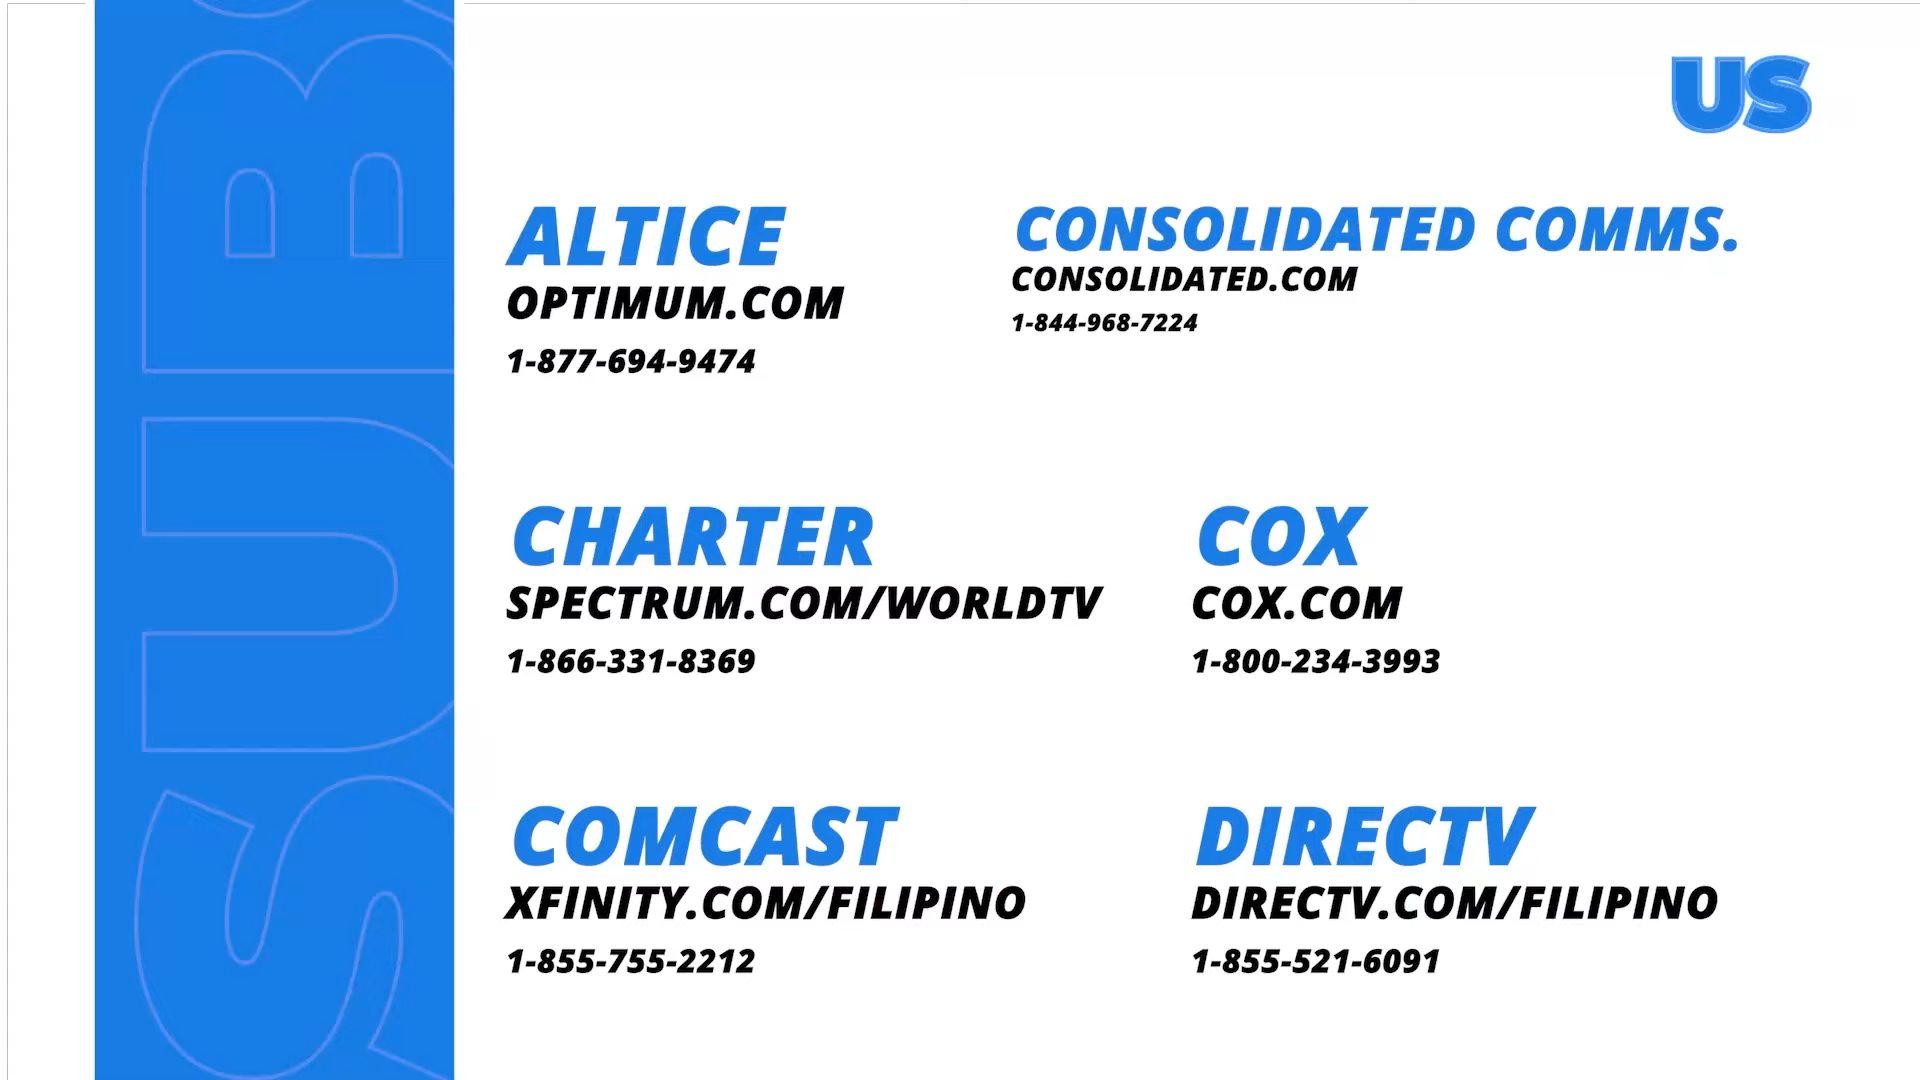 US
ALTICE
OPTIMUM.COM
1-877-694-9474
CONSOLIDATED COMMS.
CONSOLIDATED.COM
1-844-968-7224
CHARTER
SPECTRUM.COM/WORLDTV
1-866-331-8369
COX
COX.COM
1-800-234-3993
COMCAST
XFINITY.COM/FILIPINO
1-855-755-2212
DIRECTV
DIRECTV.COM/FILIPINO
1-855-521-6091
SUB